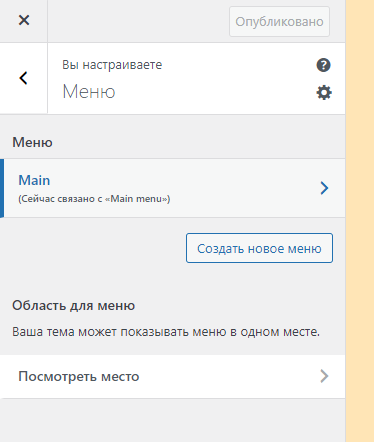 Опубликовано
Вы настраиваете
Меню
Меню
Main
(Сейчас связано с «Main menu»)
Создать новое меню
Область для меню
Ваша тема может показывать меню в одном месте.
Посмотреть место